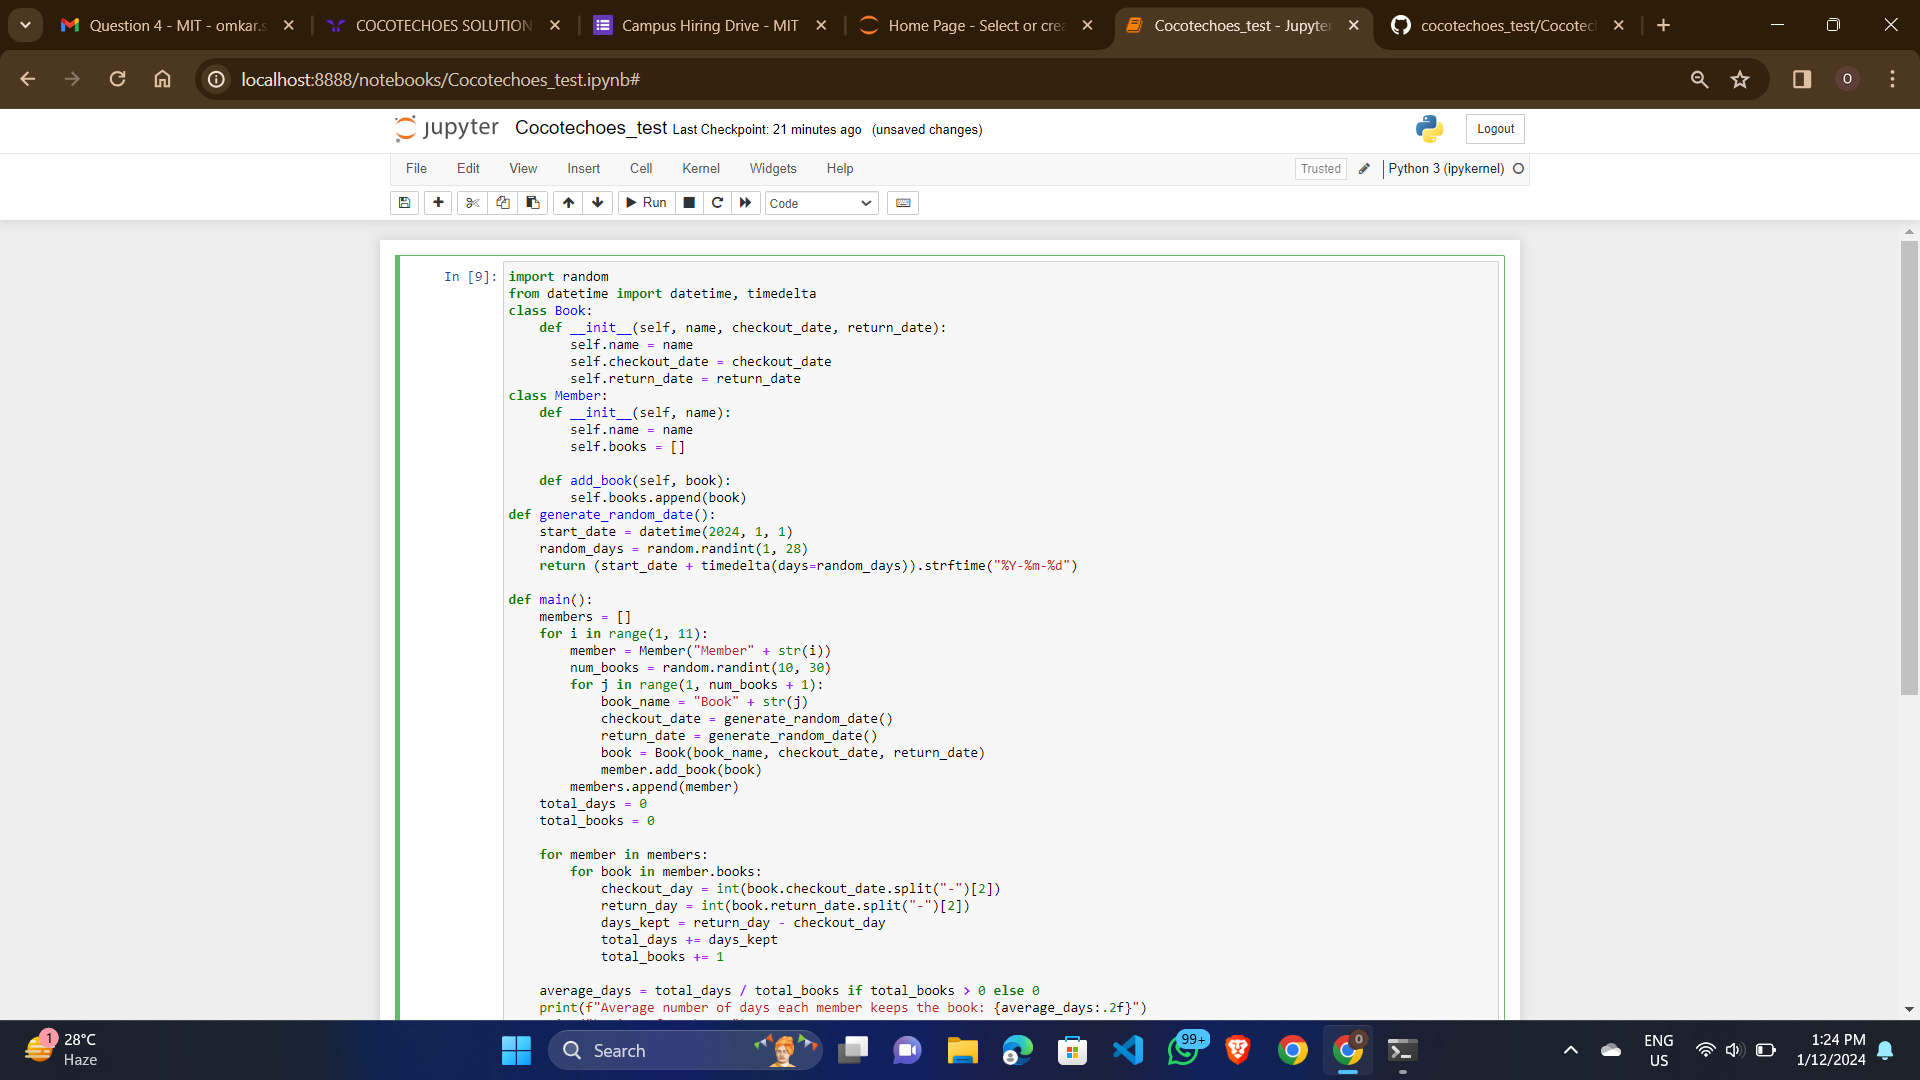 Question 4 - MIT - omkar.s
COCOTECHOES SOLUTION
Campus Hiring Drive - MIT
Home Page - Select or crea
Cocotechoes_test - Jupyter
cocotechoes_test/Cocotech
localhost:8888/notebooks/Cocotechoes_test.ipynb#
O
jupyter Cocotechoes_test Last Checkpoint: 21 minutes ago (unsaved changes)
Logout
File Edit View Insert Cell Kernel Widgets Help
Trusted Python 3 (ipykernel)
Run Code
In [9]:
import random
from datetime import datetime, timedelta
class Book:
    def __init__(self, name, checkout_date, return_date):
        self.name = name
        self.checkout_date = checkout_date
        self.return_date = return_date
class Member:
    def __init__(self, name):
        self.name = name
        self.books = []

    def add_book(self, book):
        self.books.append(book)
def generate_random_date():
    start_date = datetime(2024, 1, 1)
    random_days = random.randint(1, 28)
    return (start_date + timedelta(days=random_days)).strftime("%Y-%m-%d")

def main():
    members = []
    for i in range(1, 11):
        member = Member("Member" + str(i))
        num_books = random.randint(10, 30)
        for j in range(1, num_books + 1):
            book_name = "Book" + str(j)
            checkout_date = generate_random_date()
            return_date = generate_random_date()
            book = Book(book_name, checkout_date, return_date)
            member.add_book(book)
        members.append(member)
    total_days = 0
    total_books = 0

    for member in members:
        for book in member.books:
            checkout_day = int(book.checkout_date.split("-")[2])
            return_day = int(book.return_date.split("-")[2])
            days_kept = return_day - checkout_day
            total_days += days_kept
            total_books += 1

    average_days = total_days / total_books if total_books > 0 else 0
    print(f"Average number of days each member keeps the book: {average_days:.2f}")
1
28°C
Haze
Search
99+
ENG
US
1:24 PM
1/12/2024